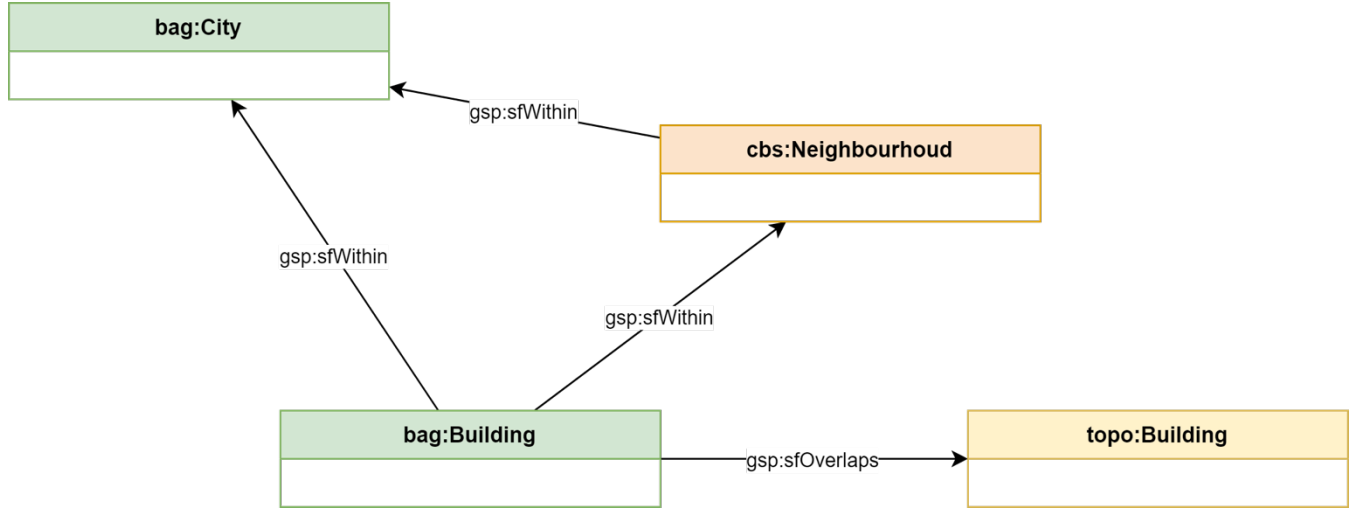 bag:City
gsp:sfWithin
cbs:Neighbourhoud
gsp:sfWithin
gsp:sfWithin
bag:Building
gsp:sfOverlaps
topo:Building